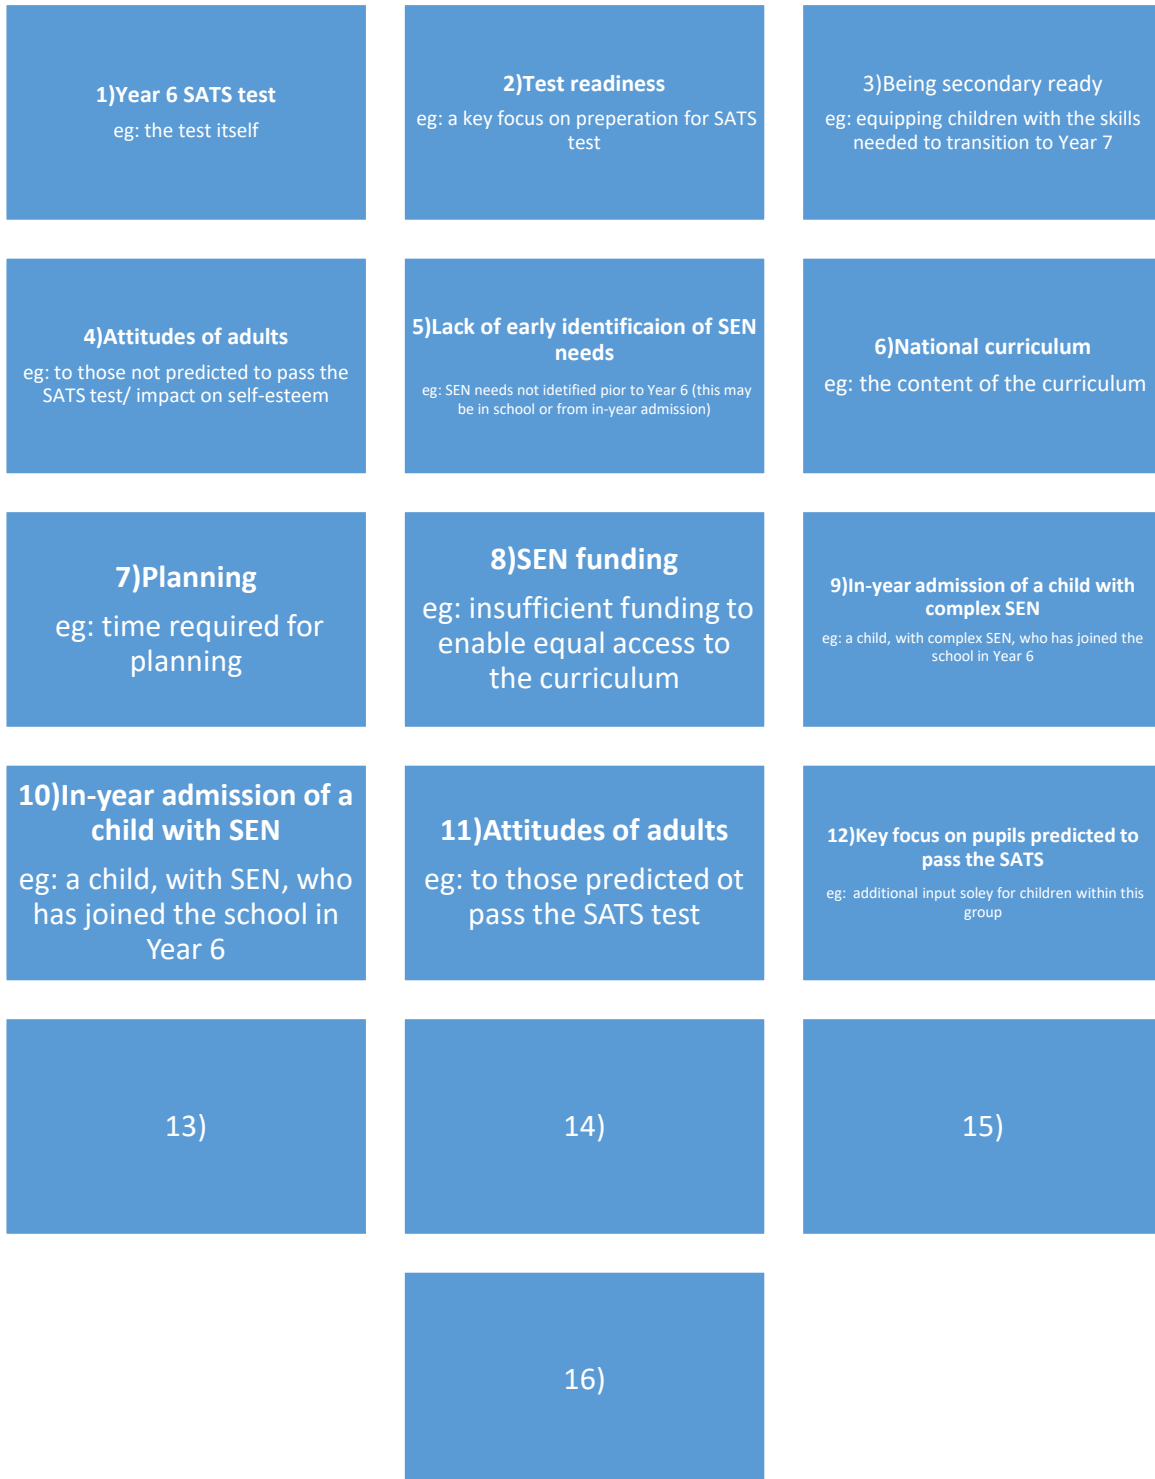 1)Year 6 SATS test
eg: the test itself
2)Test readiness
eg: a key focus on preperation for SATS
test
3)Being secondary ready
eg: equipping children with the skills
needed to transition to Year 7
4)Attitudes of adults
eg: to those not predicted to pass the
SATS test/ impact on self-esteem
5)Lack of early identificaion of SEN
needs
eg: SEN needs not idetified pior to Year 6 (this may
be in school or from in-year admission)
6)National curriculum
eg: the content of the curriculum
7)Planning
eg: time required for
planning
8)SEN funding
eg: insufficient funding to
enable equal access to
the curriculum
9)In-year admission of a child with
complex SEN
eg: a child, with complex SEN, who has joined the
school in Year 6
10)In-year admission of a
child with SEN
eg: a child, with SEN, who
has joined the school in
Year 6
11)Attitudes of adults
eg: to those predicted ot
pass the SATS test
12)Key focus on pupils predicted to
pass the SATS
eg:  additional input soley for children within this
group
13)
14)
15)
16)